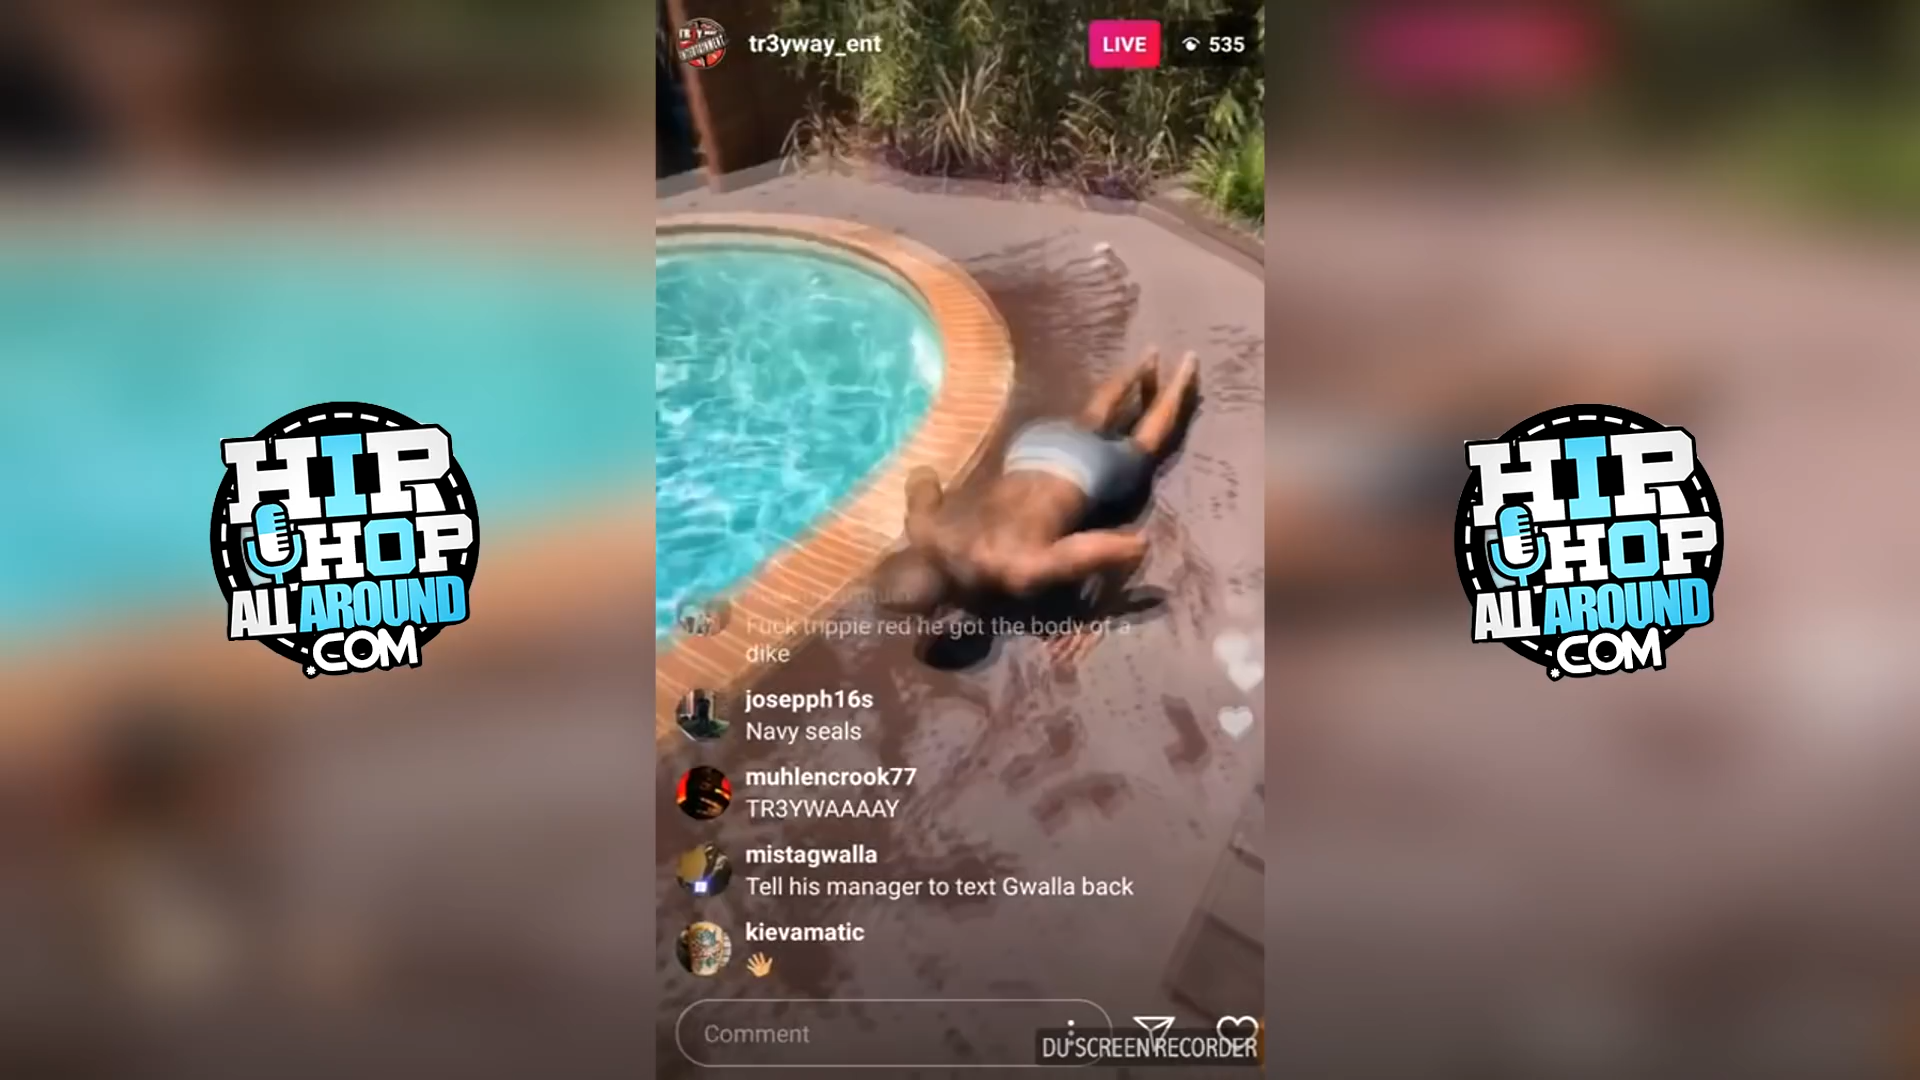 tr3yway_ent
LIVE
535
Fuck trippie red he got the body of a
dike
josepph16s
Navy seals
muhlencrook77
TR3YWAAAAY
mistagwalla
Tell his manager to text Gwalla back
kievamatic
👋
Comment
DU SCREEN RECORDER
HIP
HOP
ALL AROUND
.COM
HIP
HOP
ALL AROUND
.COM